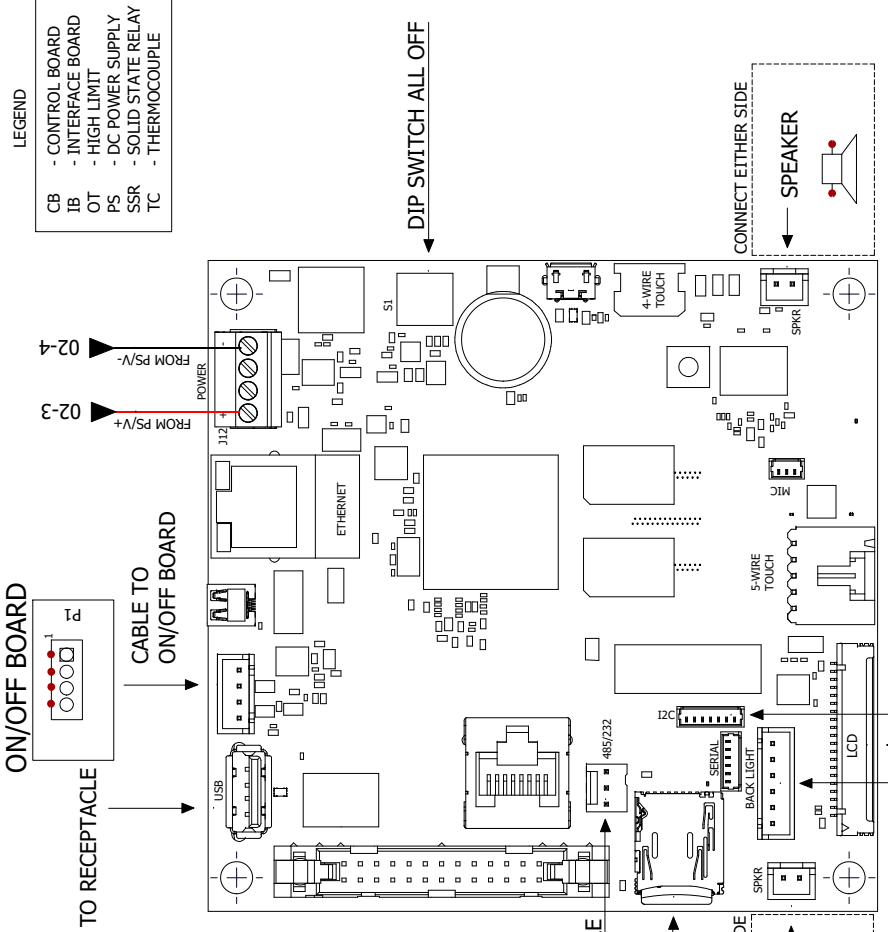 LEGEND
CB - CONTROL BOARD
IB - INTERFACE BOARD
OT - HIGH LIMIT
PS - DC POWER SUPPLY
SSR - SOLID STATE RELAY
TC - THERMOCOUPLE
DIP SWITCH ALL OFF
CONNECT EITHER SIDE
SPEAKER
02-4
FROM PS/V-
02-3
FROM PS/V+
POWER
-
+
J12
S1
4-WIRE
TOUCH
SPKR
ETHERNET
MIC
5-WIRE
TOUCH
ON/OFF BOARD
P1
1
CABLE TO
ON/OFF BOARD
TO RECEPTACLE
USB
485/232
I2C
SERIAL
BACK LIGHT
LCD
SPKR